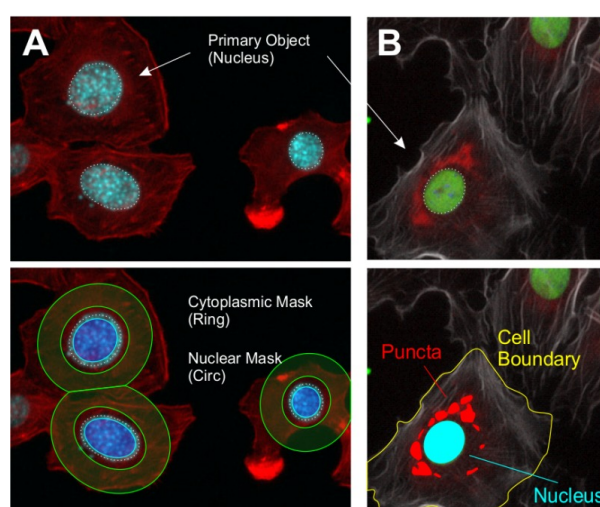 A
Primary Object
(Nucleus)
B
Cytoplasmic Mask
(Ring)
Nuclear Mask
(Circ)
Puncta
Cell
Boundary
Nucleus